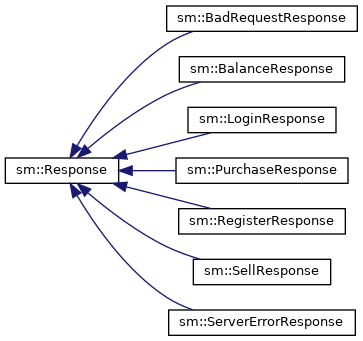 sm::BadRequestResponse
sm::BalanceResponse
sm::LoginResponse
sm::Response
sm::PurchaseResponse
sm::RegisterResponse
sm::SellResponse
sm::ServerErrorResponse